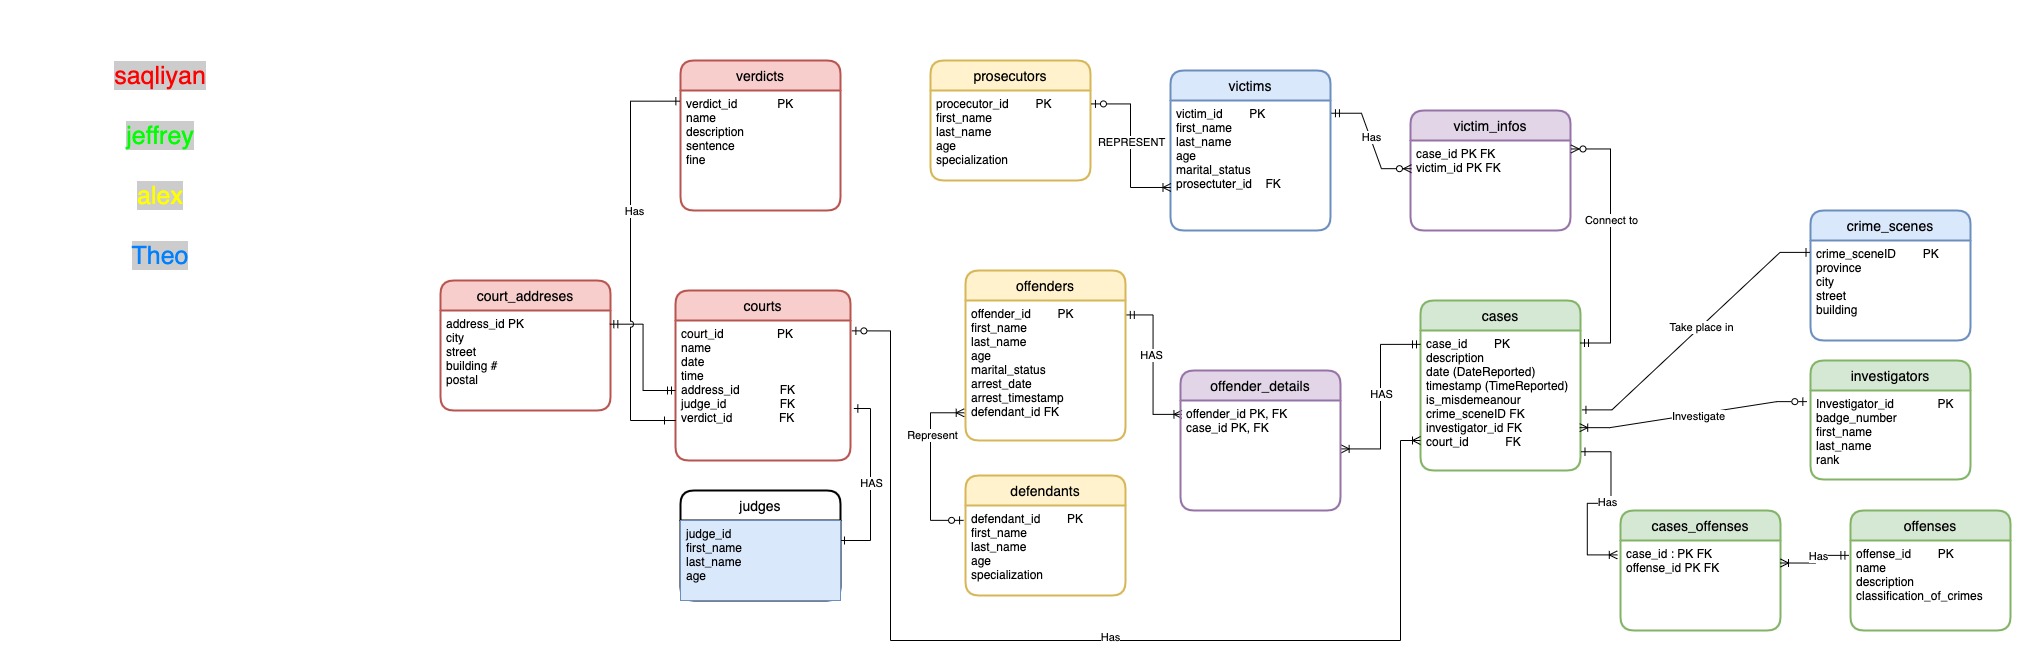 saqliyan
jeffrey
alex
Theo
verdicts
verdict_id PK
name
description
sentence
fine
prosecutors
procecutor_id PK
first_name
last_name
age
specialization
REPRESENT
victims
victim_id PK
first_name
last_name
age
marital_status
prosectuter_id FK
Has
victim_infos
case_id PK FK
victim_id PK FK
Connect to
Has
court_addreses
address_id PK
city
street
building #
postal
courts
court_id PK
name
date
time
address_id FK
judge_id FK
verdict_id FK
HAS
judges
judge_id
first_name
last_name
age
offenders
offender_id PK
first_name
last_name
age
marital_status
arrest_date
arrest_timestamp
defendant_id FK
HAS
Represent
defendants
defendant_id PK
first_name
last_name
age
specialization
offender_details
offender_id PK, FK
case_id PK, FK
HAS
cases
case_id PK
description
date (DateReported)
timestamp (TimeReported)
is_misdemeanour
crime_sceneID FK
investigator_id FK
court_id FK
Take place in
crime_scenes
crime_sceneID PK
province
city
street
building
Investigate
investigators
Investigator_id PK
badge_number
first_name
last_name
rank
Has
cases_offenses
case_id : PK FK
offense_id PK FK
Has
offenses
offense_id PK
name
description
classification_of_crimes
Has